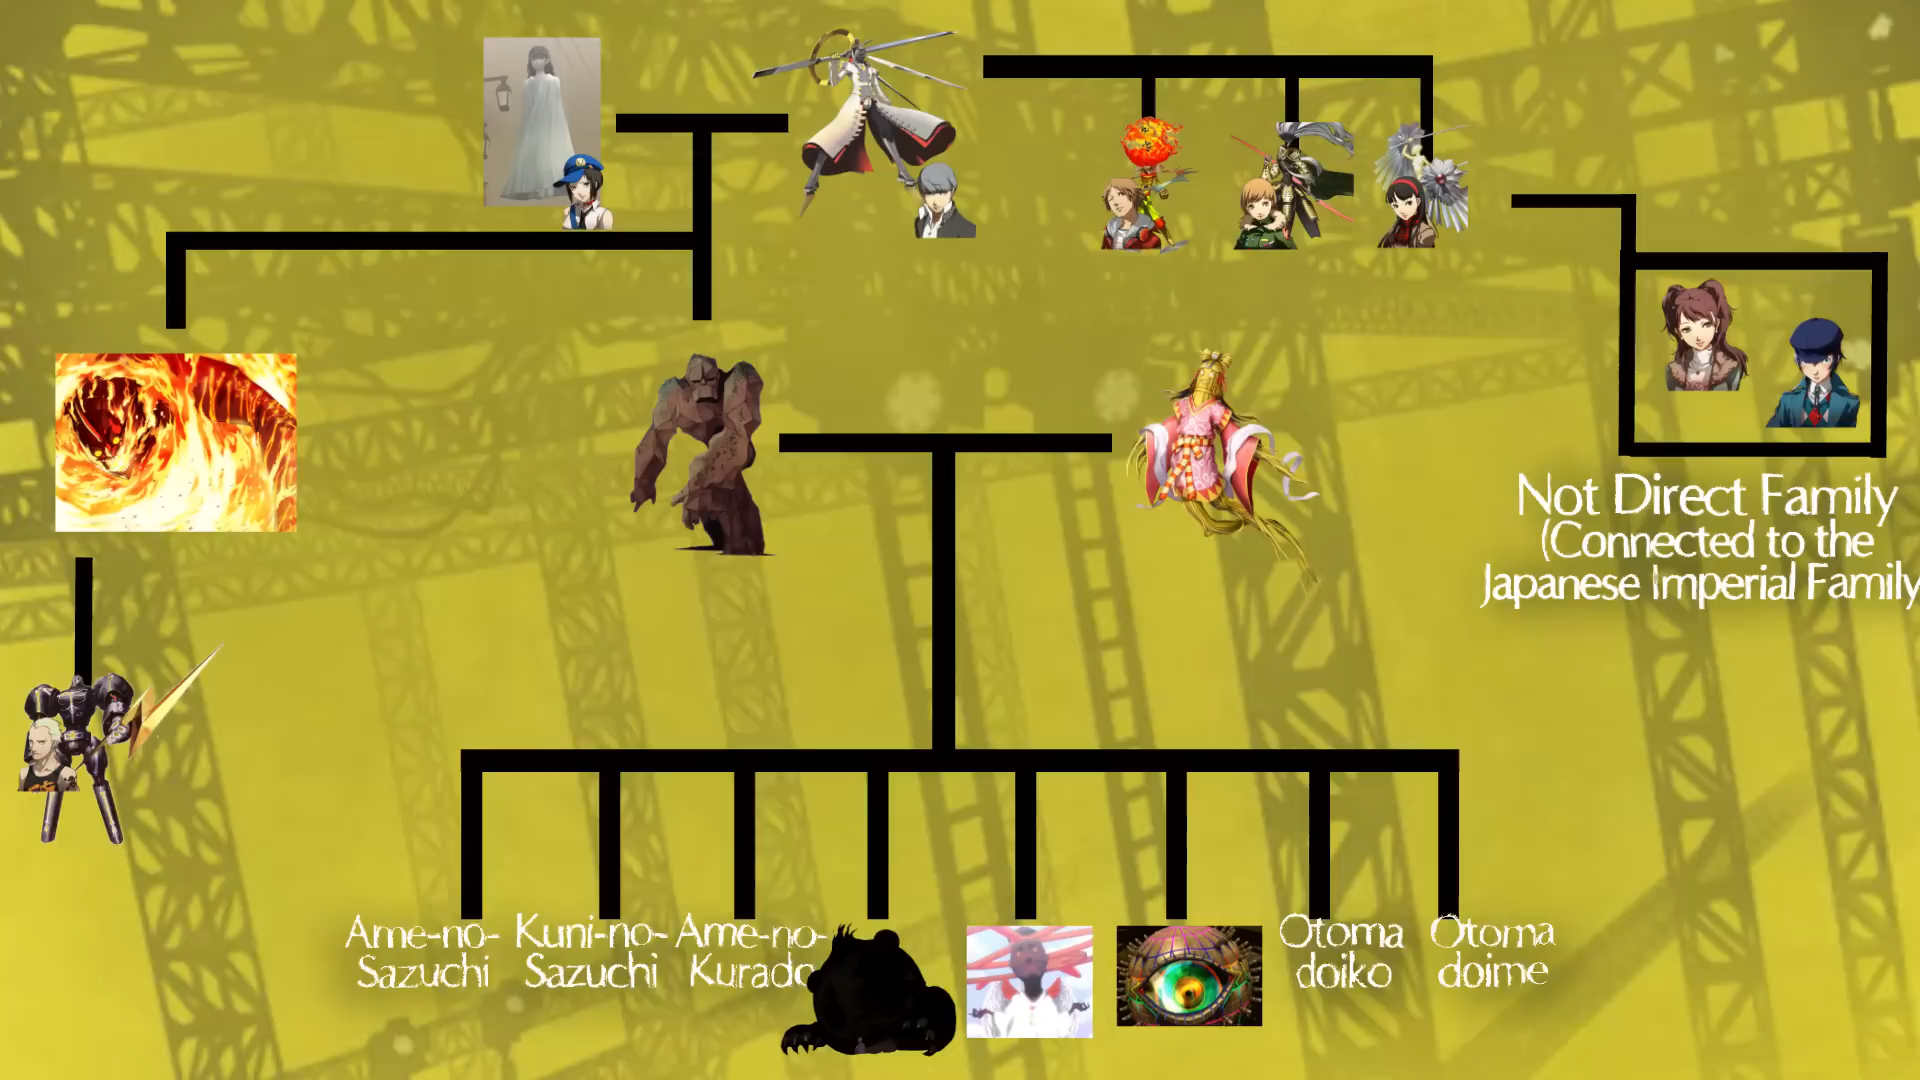 Not Direct Family
(Connected to the
Japanese Imperial Family
Ame-no-
Sazuchi
Kuni-no-
Sazuchi
Ame-no-
Kurado
Otoma
doiko
Otoma
doime